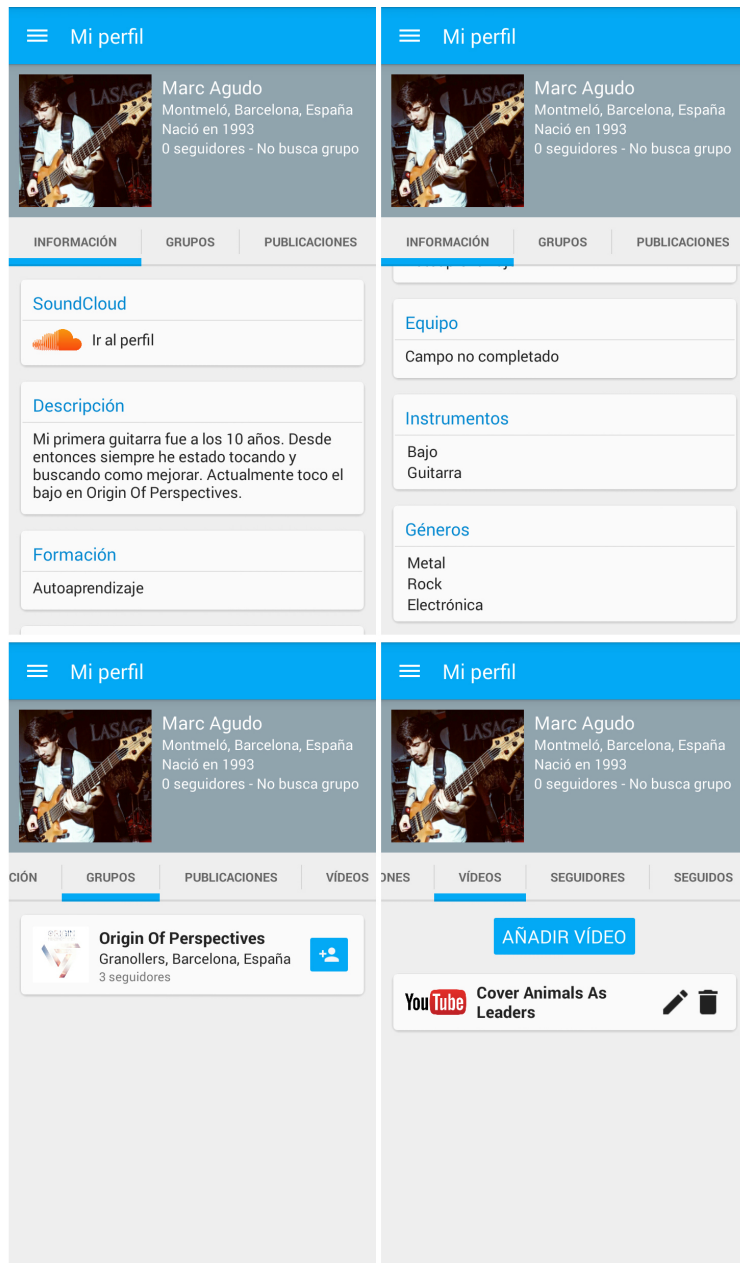 Mi perfil
LASAG
Marc Agudo
Montmeló, Barcelona, España
Nació en 1993
0 seguidores - No busca grupo
INFORMACIÓN GRUPOS PUBLICACIONES
SoundCloud
Ir al perfil
Descripción
Mi primera guitarra fue a los 10 años. Desde
entonces siempre he estado tocando y
buscando como mejorar. Actualmente toco el
bajo en Origin Of Perspectives.
Formación
Autoaprendizaje
Mi perfil
LASAG
Marc Agudo
Montmeló, Barcelona, España
Nació en 1993
0 seguidores - No busca grupo
INFORMACIÓN GRUPOS PUBLICACIONES
Equipo
Campo no completado
Instrumentos
Bajo
Guitarra
Géneros
Metal
Rock
Electrónica
Mi perfil
LASAG
Marc Agudo
Montmeló, Barcelona, España
Nació en 1993
0 seguidores - No busca grupo
CIÓN GRUPOS PUBLICACIONES VÍDEOS
Origin Of Perspectives
Granollers, Barcelona, España
3 seguidores
Mi perfil
LASAG
Marc Agudo
Montmeló, Barcelona, España
Nació en 1993
0 seguidores - No busca grupo
ONES VÍDEOS SEGUIDORES SEGUIDOS
AÑADIR VÍDEO
YouTube
Cover Animals As
Leaders